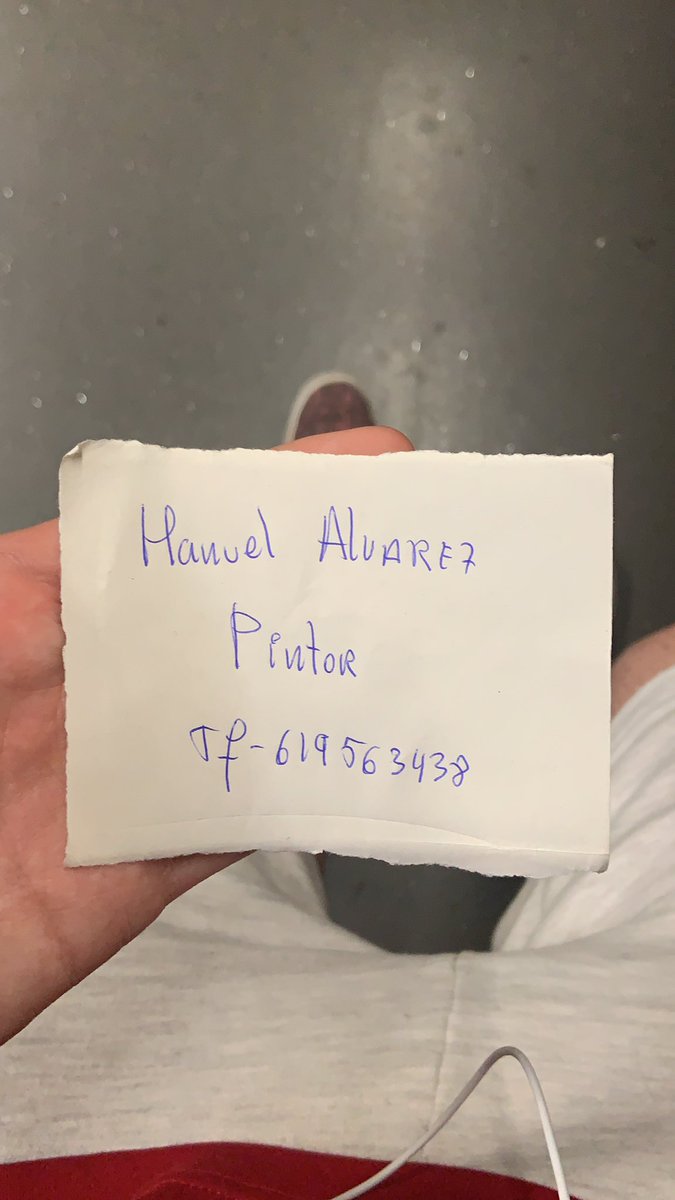 Manuel ALVAREZ
Pintor
Tf-619563438